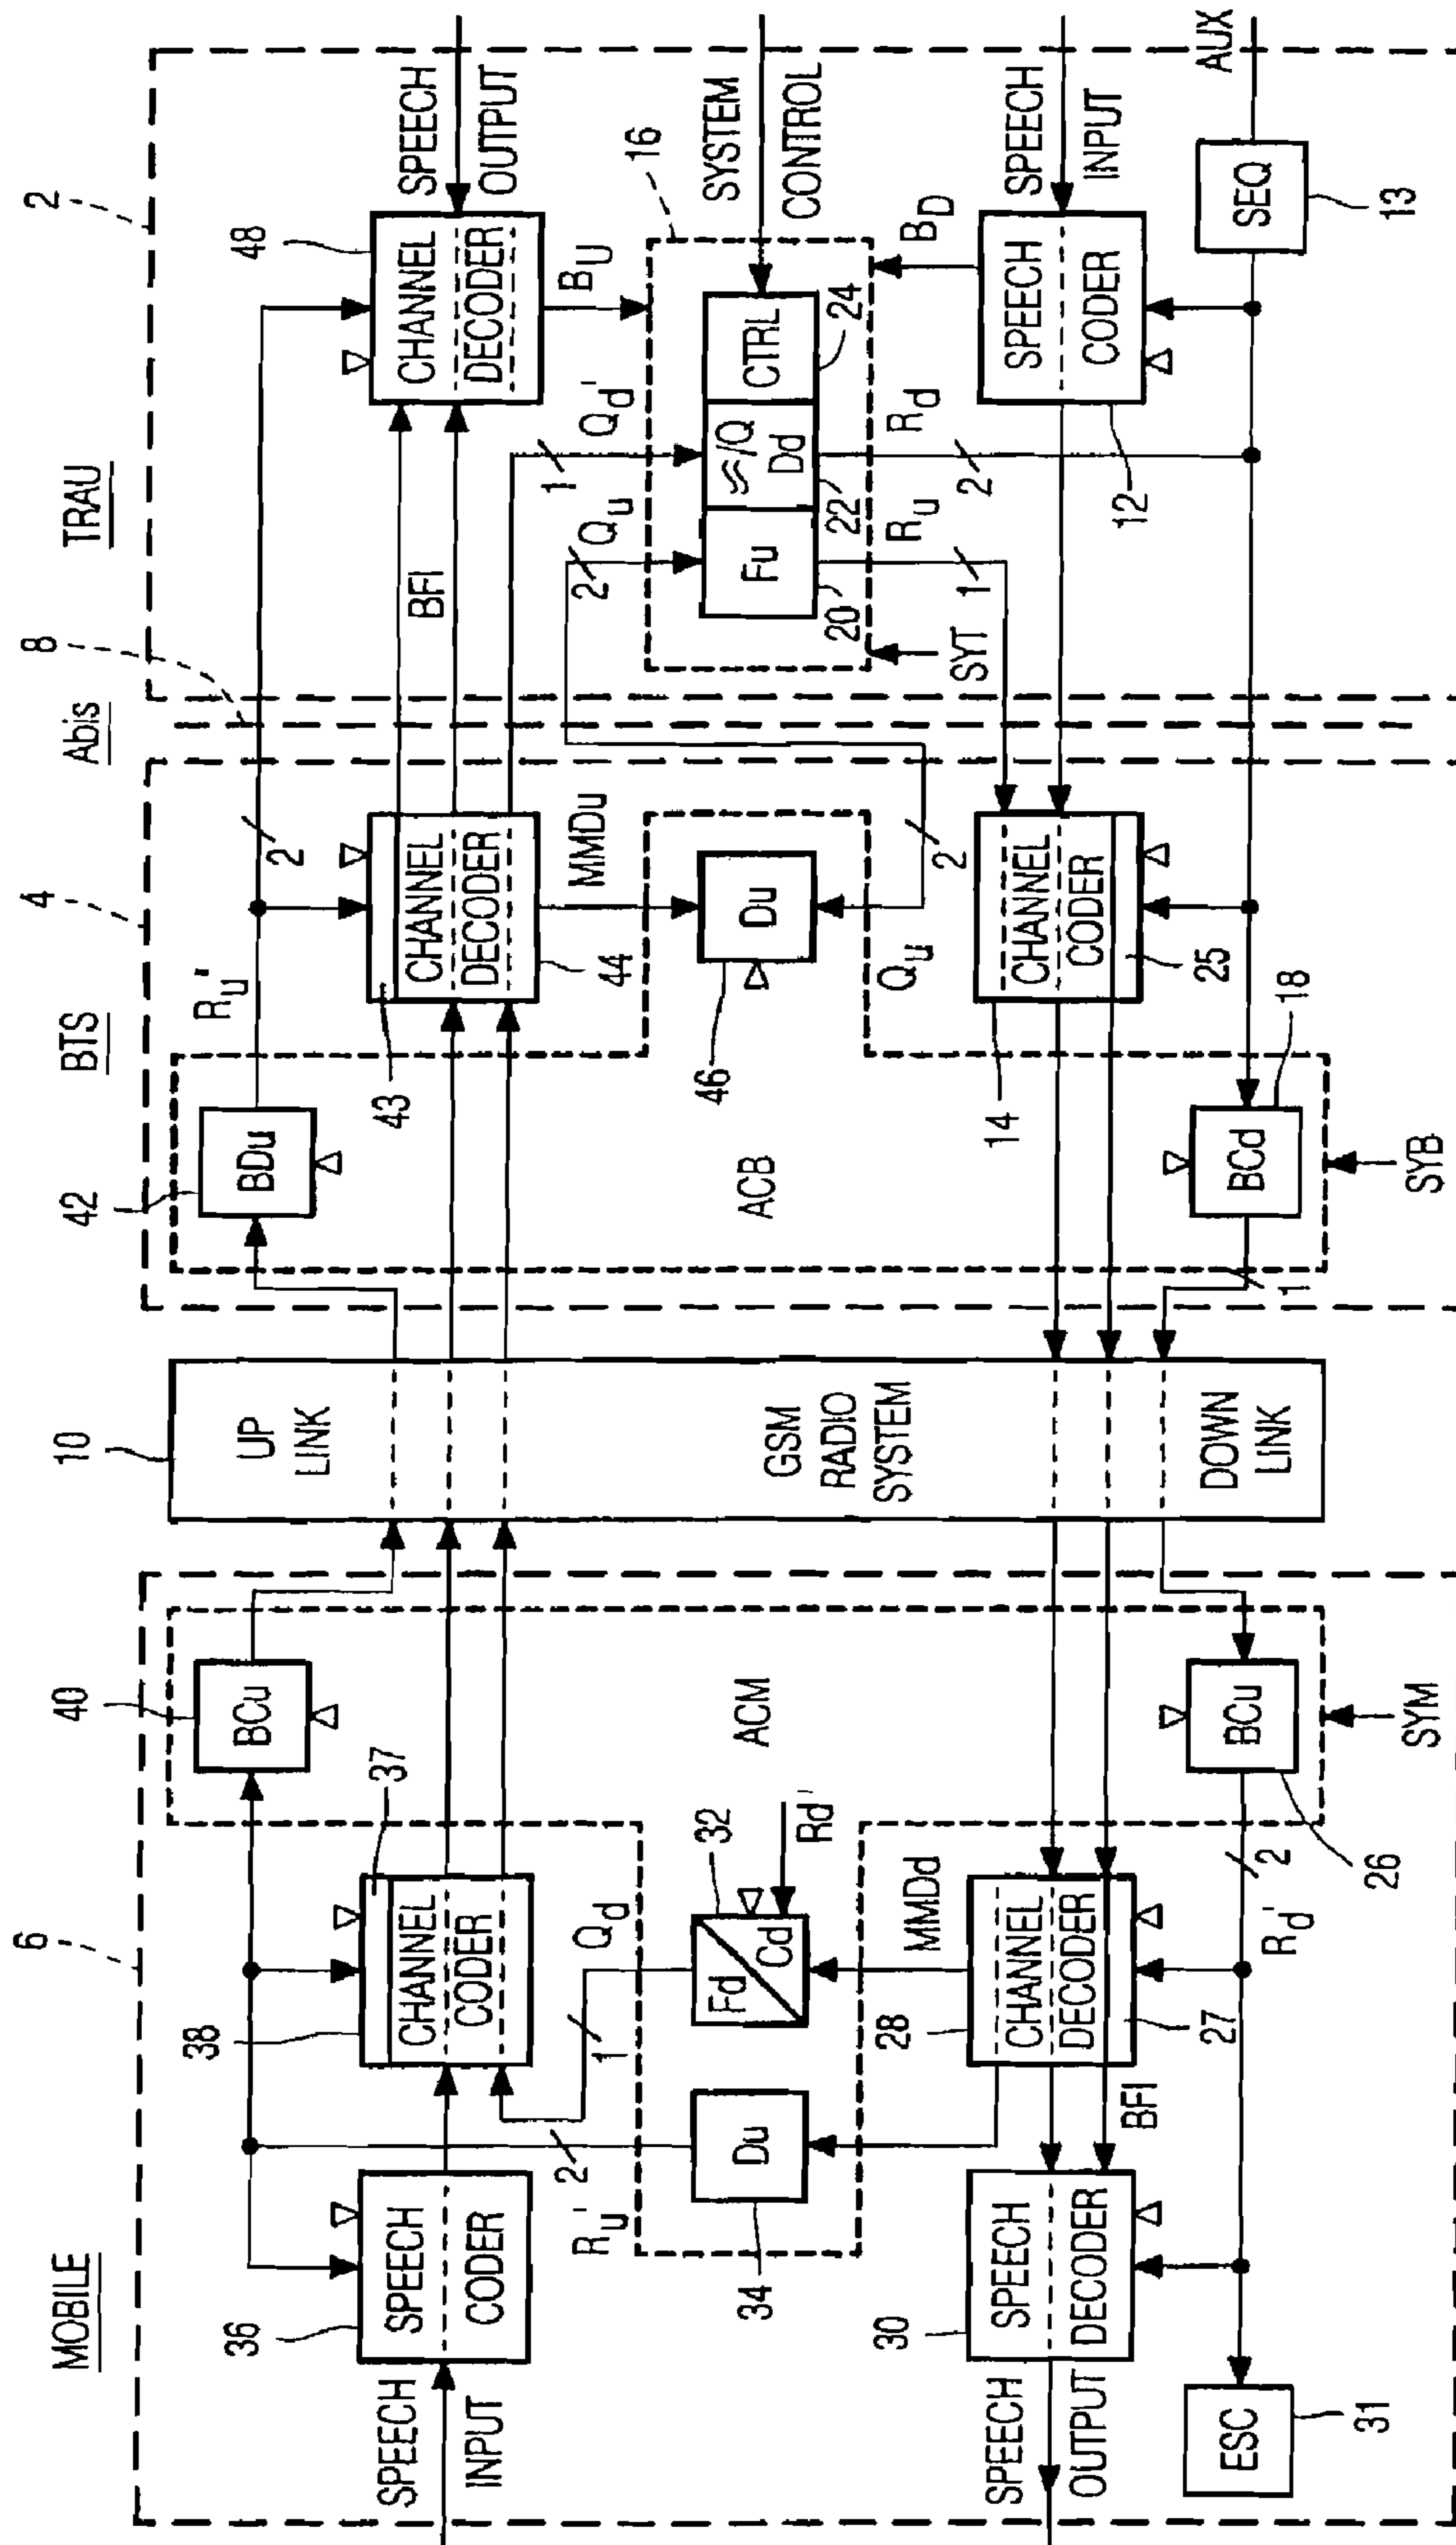 MOBILE
6
BTS
4
Abis
8
TRAU
2
36
SPEECH
CODER
SPEECH
INPUT
38
37
CHANNEL
CODER
40
BCu
10
UP
LINK
GSM
RADIO
SYSTEM
DOWN
LINK
42
BDu
Ru'
2
43
CHANNEL
DECODER
44
BFI
48
CHANNEL
DECODER
SPEECH
OUTPUT
Ru'
2
1
Qd
34
Du
32
Fd
Cd
Rd'
ACM
ACB
46
Du
MMDu
Qu
2
2
Qu
1
Qd'
BU
16
Fu
≈/Q
Dd
CTRL
20
22
24
SYSTEM
CONTROL
SYT
Ru
1
Rd
2
BD
30
SPEECH
DECODER
SPEECH
OUTPUT
BFI
28
MMDd
CHANNEL
DECODER
27
14
CHANNEL
CODER
25
12
SPEECH
CODER
SPEECH
INPUT
31
ESC
Rd'
2
26
BCu
SYM
1
BCd
18
SYB
SEQ
13
AUX